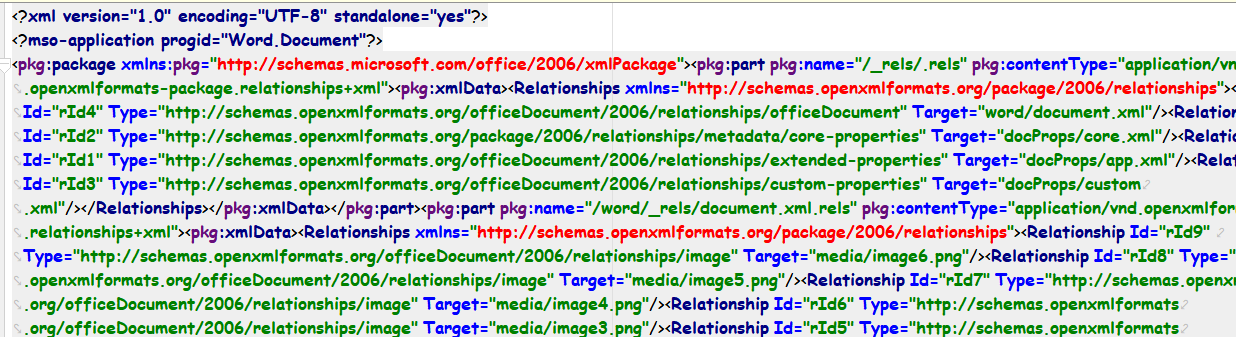 <?xml version="1.0" encoding="UTF-8" standalone="yes"?>
<?mso-application progid="Word.Document"?>
<pkg:package xmlns:pkg="http://schemas.microsoft.com/office/2006/xmlPackage"><pkg:part pkg:name="/_rels/.rels" pkg:contentType="application/vn
.openxmlformats-package.relationships+xml"><pkg:xmlData><Relationships xmlns="http://schemas.openxmlformats.org/package/2006/relationships"><
Id="rId4" Type="http://schemas.openxmlformats.org/officeDocument/2006/relationships/officeDocument" Target="word/document.xml"/><Relation
Id="rId2" Type="http://schemas.openxmlformats.org/package/2006/relationships/metadata/core-properties" Target="docProps/core.xml"/><Relatio
Id="rId1" Type="http://schemas.openxmlformats.org/officeDocument/2006/relationships/extended-properties" Target="docProps/app.xml"/><Relat
Id="rId3" Type="http://schemas.openxmlformats.org/officeDocument/2006/relationships/custom-properties" Target="docProps/custom
.xml"/></Relationships></pkg:xmlData></pkg:part><pkg:part pkg:name="/word/_rels/document.xml.rels" pkg:contentType="application/vnd.openxmlfor
.relationships+xml"><pkg:xmlData><Relationships xmlns="http://schemas.openxmlformats.org/package/2006/relationships"><Relationship Id="rId9"
Type="http://schemas.openxmlformats.org/officeDocument/2006/relationships/image" Target="media/image6.png"/><Relationship Id="rId8" Type="
.openxmlformats.org/officeDocument/2006/relationships/image" Target="media/image5.png"/><Relationship Id="rId7" Type="http://schemas.openxm
.org/officeDocument/2006/relationships/image" Target="media/image4.png"/><Relationship Id="rId6" Type="http://schemas.openxmlformats
.org/officeDocument/2006/relationships/image" Target="media/image3.png"/><Relationship Id="rId5" Type="http://schemas.openxmlformats